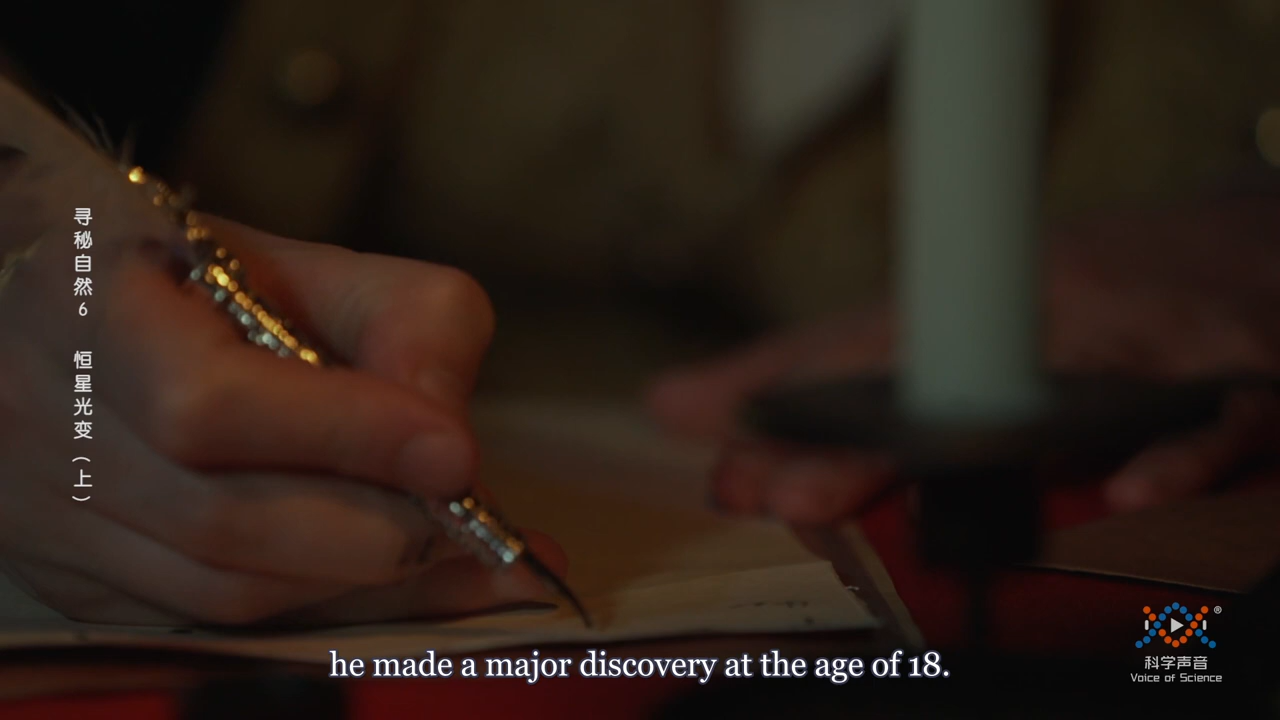 寻秘自然6 恒星光变（上）
he made a major discovery at the age of 18.
科学声音
®
Voice of Science